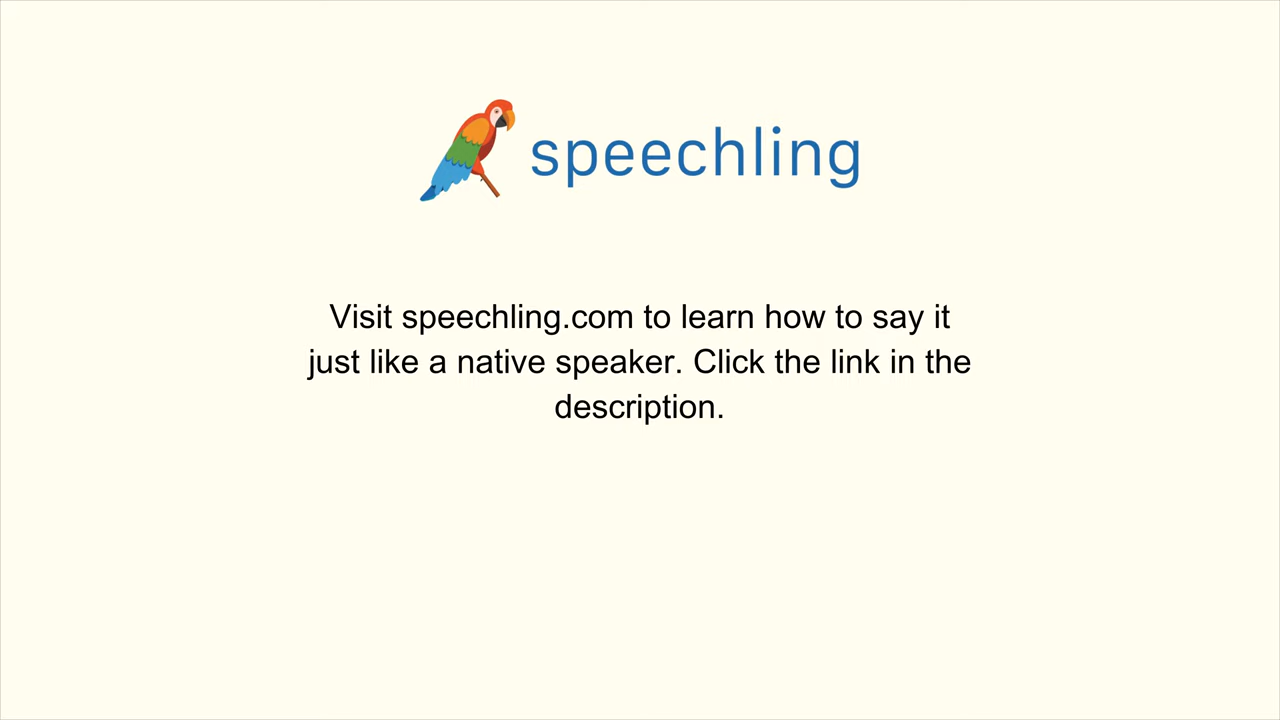 speechling
Visit speechling.com to learn how to say it
just like a native speaker. Click the link in the
description.